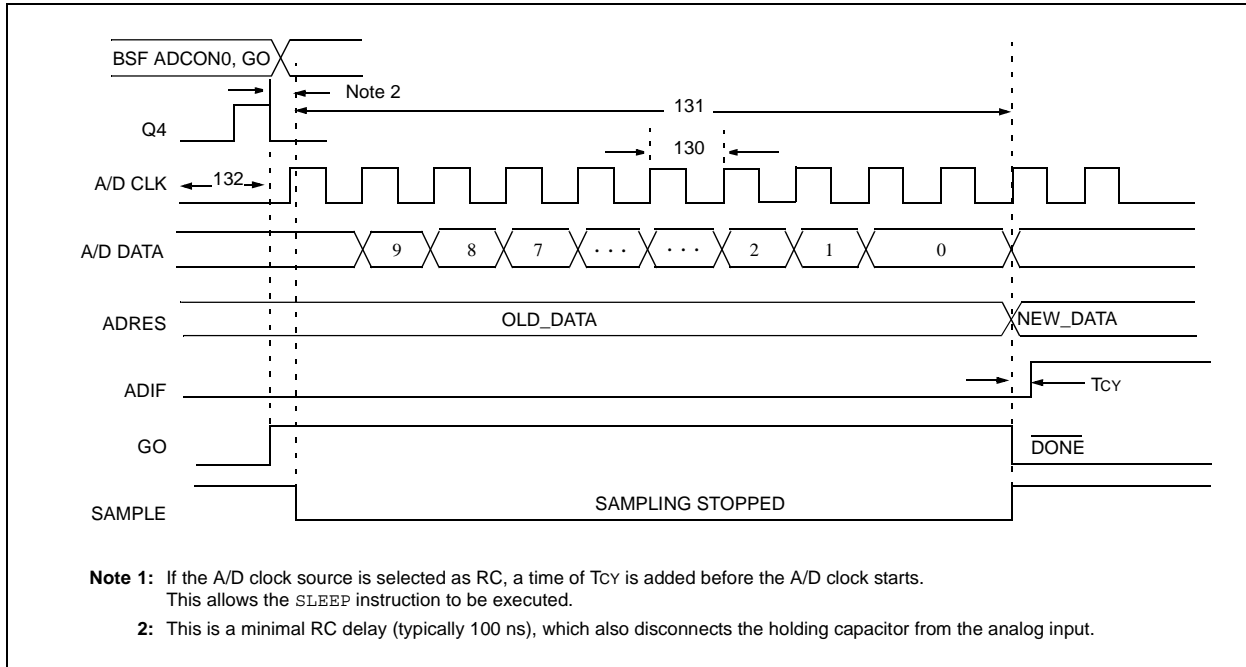 BSF ADCON0, GO
Note 2
131
Q4
130
A/D CLK
132
A/D DATA
9 8 7 · · · · · · 2 1 0
ADRES
OLD_DATA
NEW_DATA
ADIF
TCY
GO
DONE
SAMPLE
SAMPLING STOPPED
Note 1: If the A/D clock source is selected as RC, a time of TCY is added before the A/D clock starts.
This allows the SLEEP instruction to be executed.
2: This is a minimal RC delay (typically 100 ns), which also disconnects the holding capacitor from the analog input.